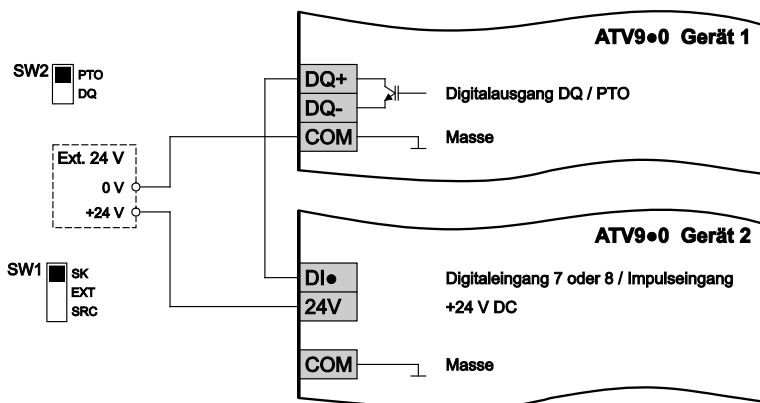 ATV9●0 Gerät 1
SW2
PTO
DQ
DQ+
DQ-
COM
Digitalausgang DQ / PTO
Masse
Ext. 24 V
0 V
+24 V
ATV9●0 Gerät 2
SW1
SK
EXT
SRC
DI●
Digitaleingang 7 oder 8 / Impulseingang
24V
+24 V DC
COM
Masse